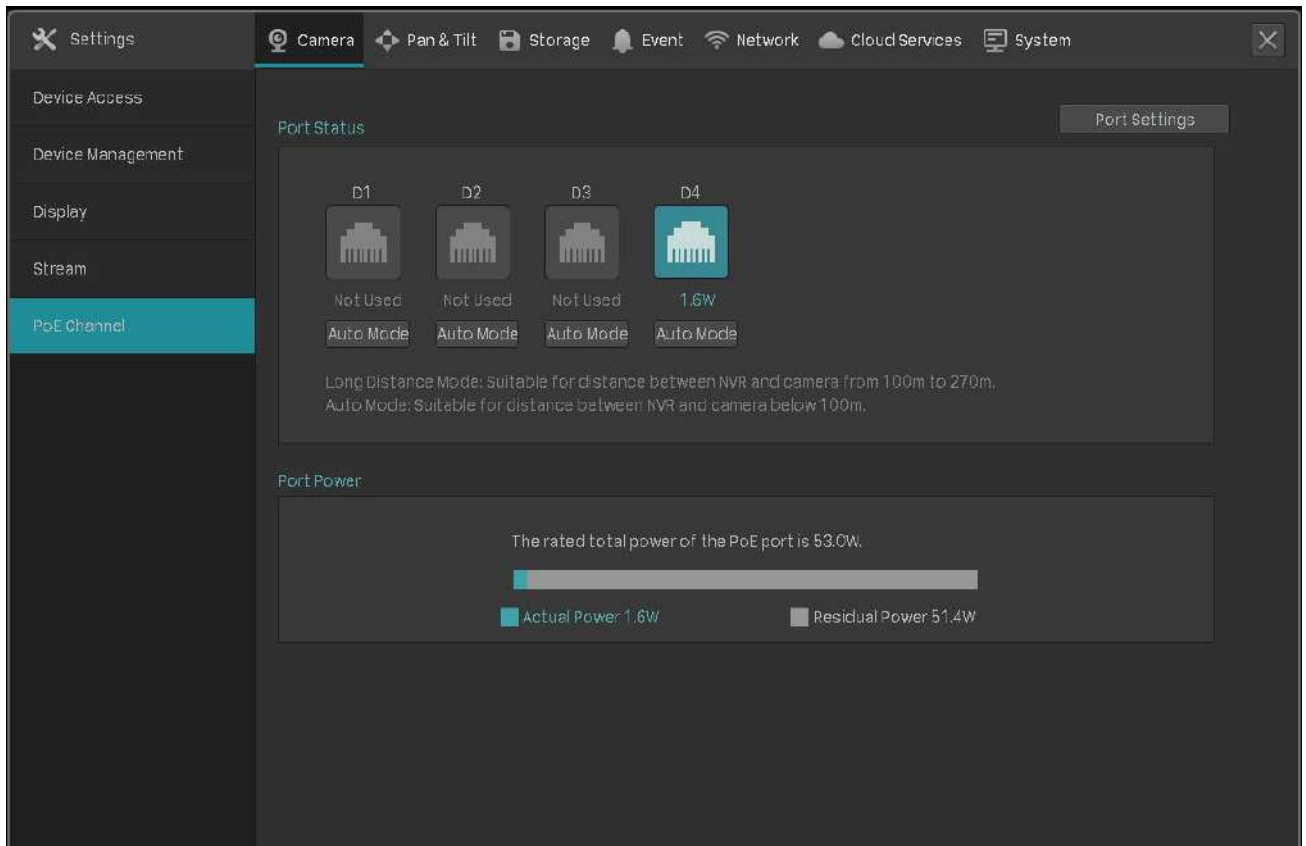 Settings
Camera Pan & Tilt Storage Event Network Cloud Services System
Device Access
Device Management
Display
Stream
PoE Channel
Port Settings
Port Status
D1 D2 D3 D4
Not Used Not Used Not Used 1.6W
Auto Mode Auto Mode Auto Mode Auto Mode
Long Distance Mode: Suitable for distance between NVR and camera from 100m to 270m.
Auto Mode: Suitable for distance between NVR and camera below 100m.
Port Power
The rated total power of the PoE port is 53.0W.
Actual Power 1.6W Residual Power 51.4W